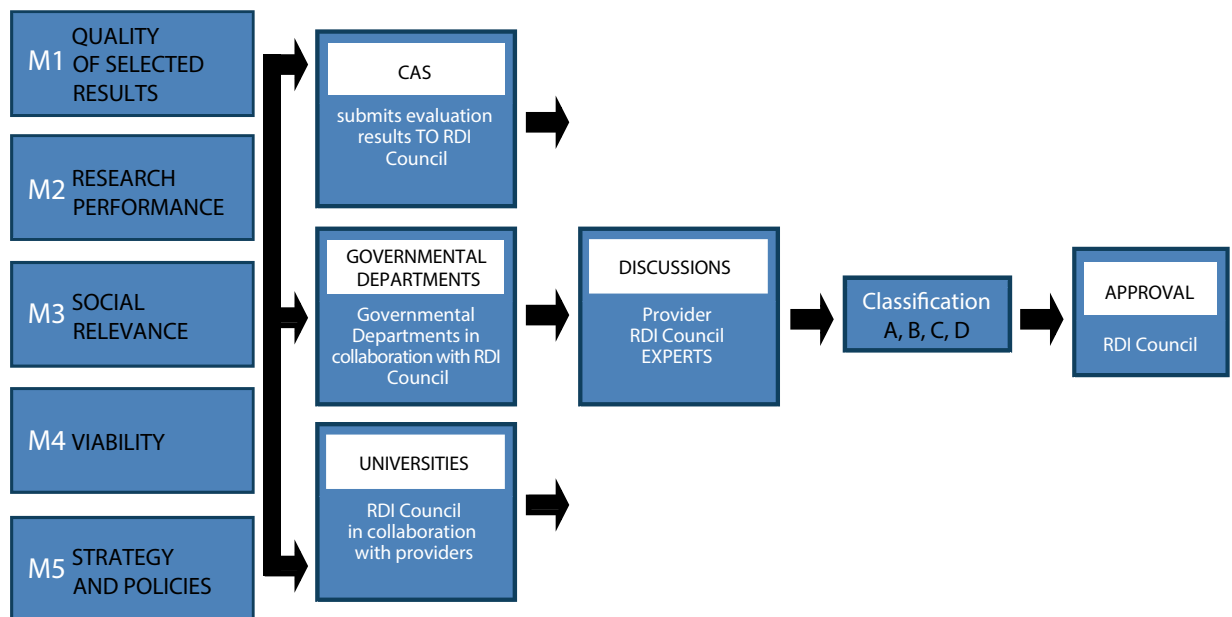 M1 QUALITY
OF SELECTED
RESULTS
M2 RESEARCH
PERFORMANCE
M3 SOCIAL
RELEVANCE
M4 VIABILITY
M5 STRATEGY
AND POLICIES
CAS
submits evaluation
results TO RDI
Council
GOVERNMENTAL
DEPARTMENTS
Governmental
Departments in
collaboration with RDI
Council
UNIVERSITIES
RDI Council
in collaboration
with providers
DISCUSSIONS
Provider
RDI Council
EXPERTS
Classification
A, B, C, D
APPROVAL
RDI Council